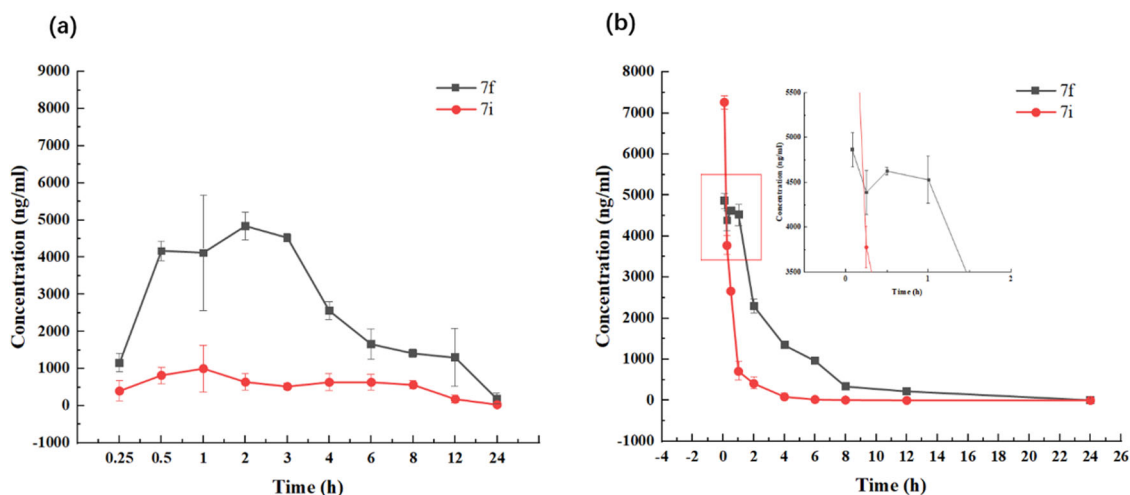 (a)
9000
8000
7000
6000
5000
4000
3000
2000
1000
0
-1000
Concentration (ng/ml)
7f
7i
0.25 0.5 1 2 3 4 6 8 12 24
Time (h)
(b)
8000
7000
6000
5000
4000
3000
2000
1000
0
-1000
Concentration (ng/ml)
7f
7i
5500
5000
4500
4000
3500
Concentration (ng/ml)
0 1 2
Time (h)
-4 -2 0 2 4 6 8 10 12 14 16 18 20 22 24 26
Time (h)